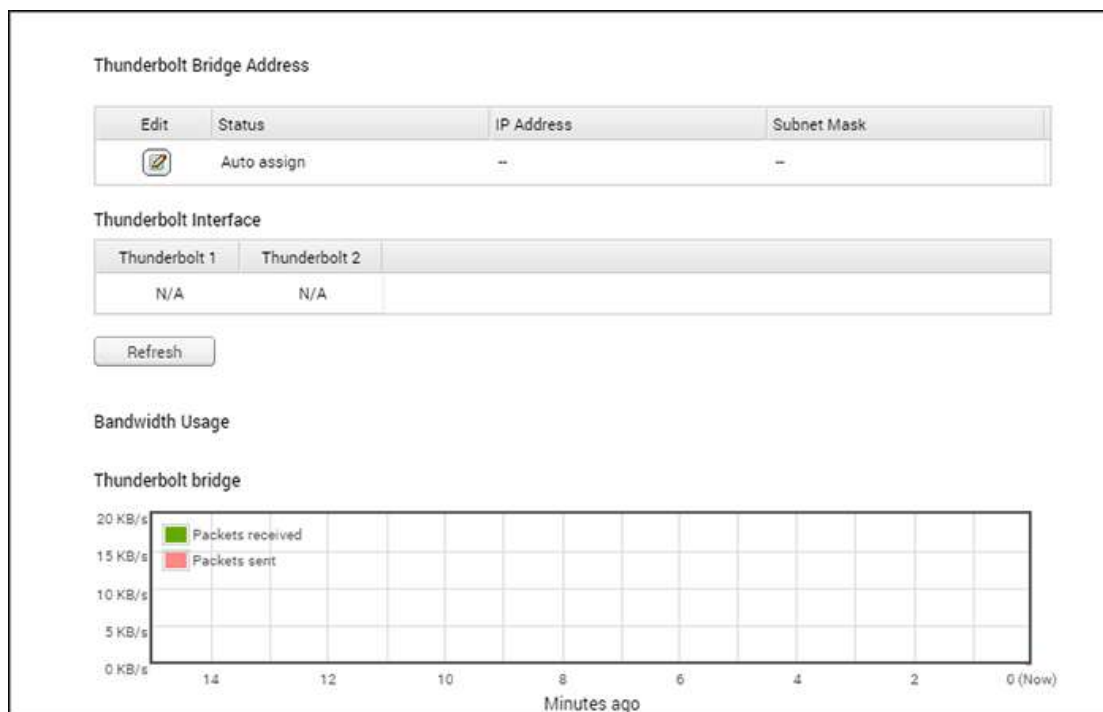 Thunderbolt Bridge Address
Edit Status IP Address Subnet Mask
Auto assign -- --
Thunderbolt Interface
Thunderbolt 1 Thunderbolt 2
N/A N/A
Refresh
Bandwidth Usage
Thunderbolt bridge
20 KB/s
Packets received
15 KB/s
Packets sent
10 KB/s
5 KB/s
0 KB/s
14 12 10 8 6 4 2 0 (Now)
Minutes ago